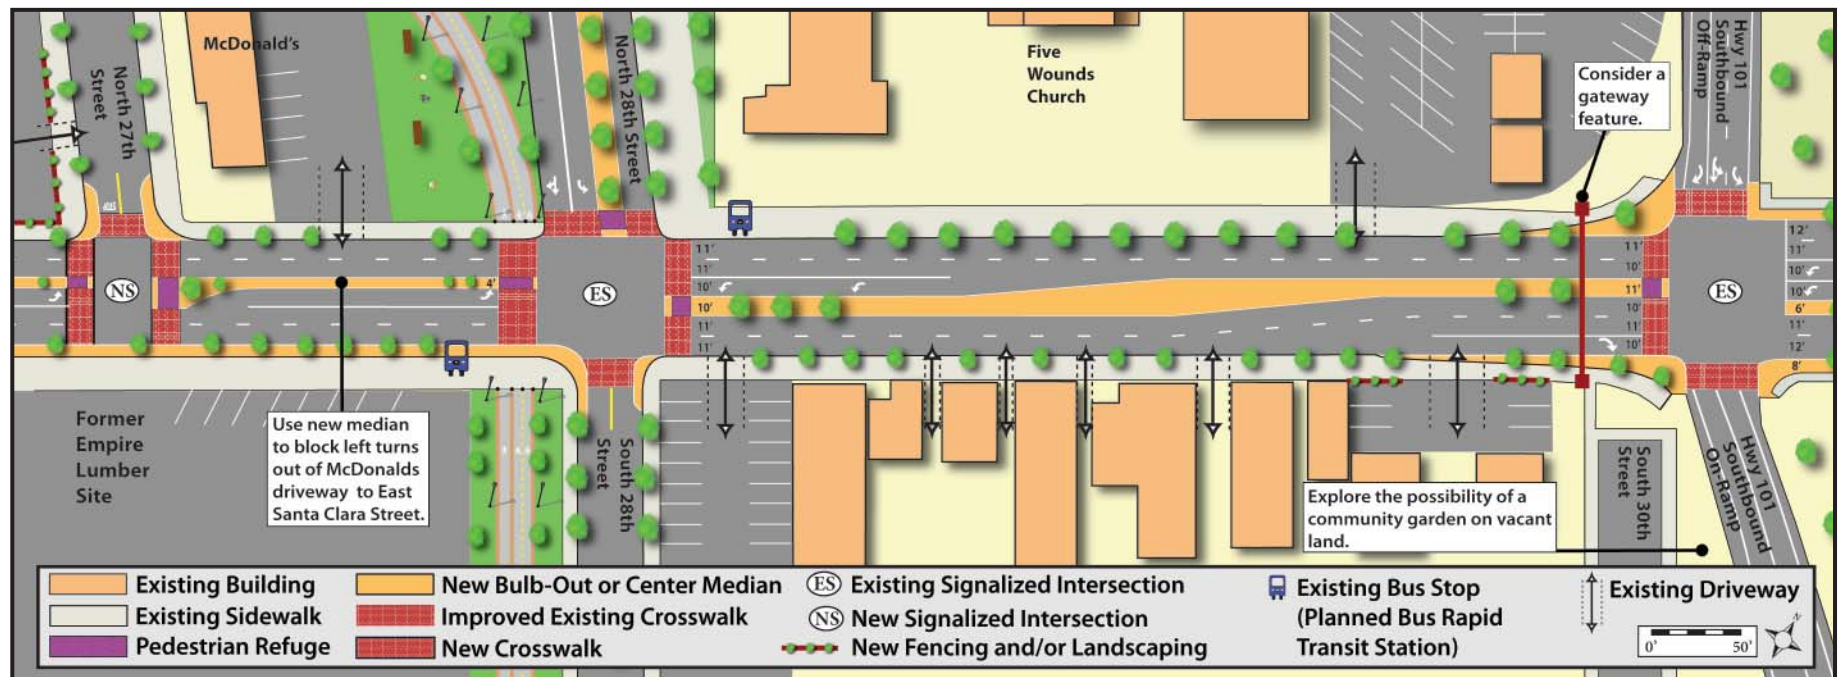 McDonald's
North 27th
Street
North 28th Street
Five
Wounds
Church
Consider a
gateway
feature.
Hwy 101
Southbound
Off-Ramp
NS
ES
ES
4'
11'
11'
10'
10'
11'
11'
11'
10'
11'
10'
11'
10'
12'
11'
10'
10'
6'
11'
12'
8'
Former
Empire
Lumber
Site
Use new median
to block left turns
out of McDonalds
driveway to East
Santa Clara Street.
South 28th
Street
Explore the possibility of a
community garden on vacant
land.
South 30th
Street
Hwy 101
Southbound
On-Ramp
Existing Building
Existing Sidewalk
Pedestrian Refuge
New Bulb-Out or Center Median
Improved Existing Crosswalk
New Crosswalk
ES Existing Signalized Intersection
NS New Signalized Intersection
New Fencing and/or Landscaping
Existing Bus Stop
(Planned Bus Rapid
Transit Station)
Existing Driveway
0' 50'
N